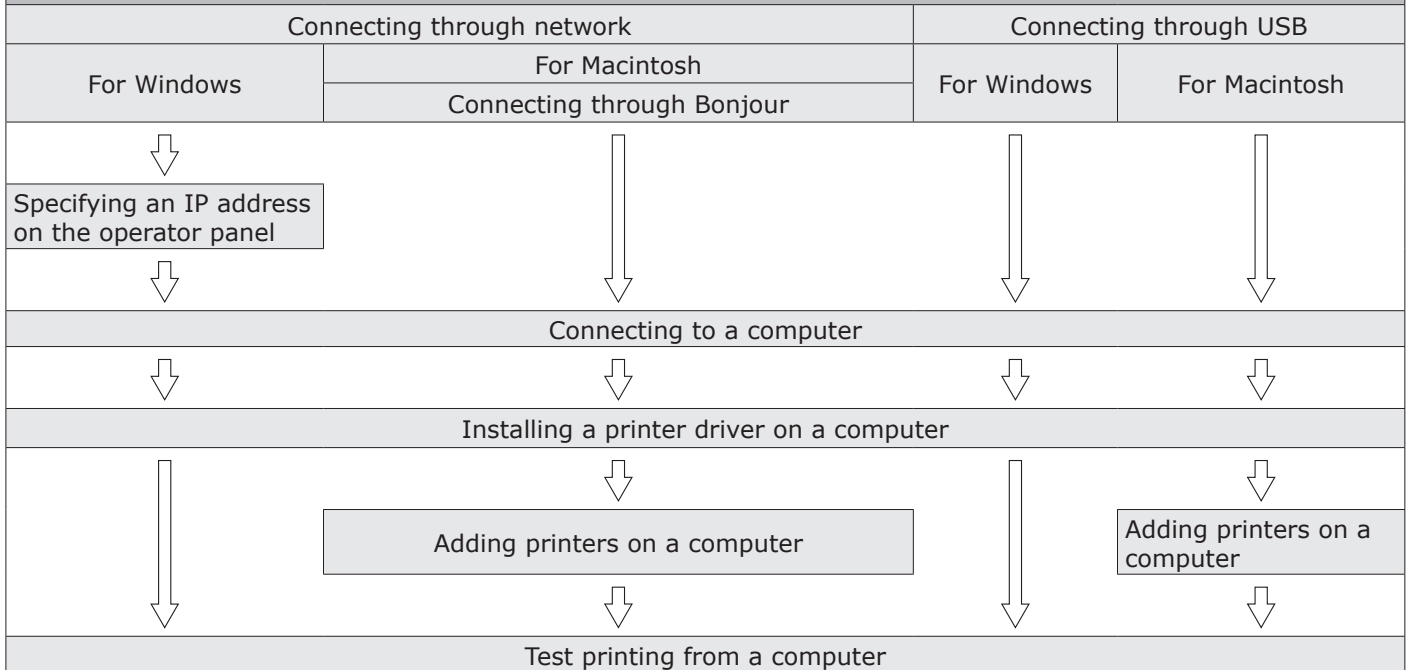 Connecting through network
Connecting through USB
For Windows
For Macintosh
Connecting through Bonjour
For Windows
For Macintosh
Specifying an IP address
on the operator panel
Connecting to a computer
Installing a printer driver on a computer
Adding printers on a computer
Adding printers on a
computer
Test printing from a computer